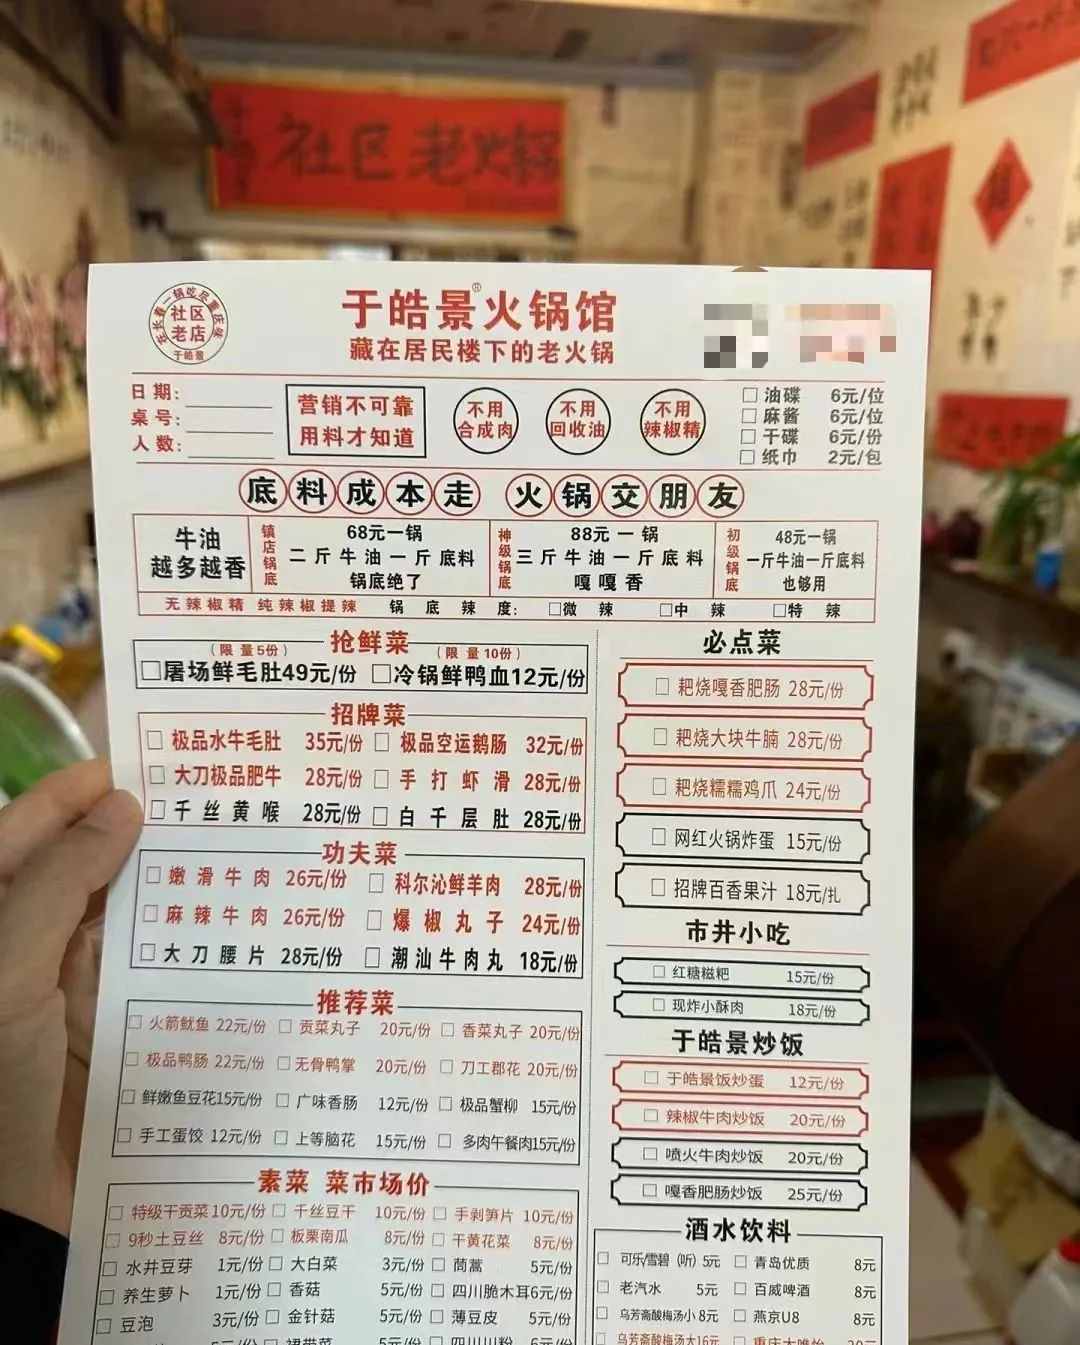 社区老火锅
在长春一锅吃尽重庆味
社区
老店
于皓景
于皓景®火锅馆
藏在居民楼下的老火锅
日期:
桌号:
人数:
营销不可靠
用料才知道
不用
合成肉
不用
回收油
不用
辣椒精
□油碟 6元/位
□麻酱 6元/位
□干碟 6元/份
□纸巾 2元/包
底料成本走 火锅交朋友
牛油
越多越香
镇店锅底
68元一锅
二斤牛油一斤底料
锅底绝了
神级锅底
88元一锅
三斤牛油一斤底料
嘎嘎香
初级锅底
48元一锅
一斤牛油一斤底料
也够用
无辣椒精 纯辣椒提辣 锅底辣度: □微辣 □中辣 □特辣
抢鲜菜
(限量5份) (限量10份)
□屠场鲜毛肚49元/份 □冷锅鲜鸭血12元/份
招牌菜
□极品水牛毛肚 35元/份 □极品空运鹅肠 32元/份
□大刀极品肥牛 28元/份 □手打虾滑 28元/份
□千丝黄喉 28元/份 □白千层肚 28元/份
功夫菜
□嫩滑牛肉 26元/份 □科尔沁鲜羊肉 28元/份
□麻辣牛肉 26元/份 □爆椒丸子 24元/份
□大刀腰片 28元/份 □潮汕牛肉丸 18元/份
推荐菜
□火箭鱿鱼 22元/份 □贡菜丸子 20元/份 □香菜丸子 20元/份
□极品鸭肠 22元/份 □无骨鸭掌 20元/份 □刀工郡花 20元/份
□鲜嫩鱼豆花15元/份 □广味香肠 12元/份 □极品蟹柳 15元/份
□手工蛋饺 12元/份 □上等脑花 15元/份 □多肉午餐肉15元/份
素菜 菜市场价
□特级干贡菜10元/份 □千丝豆干 10元/份 □手剥笋片 10元/份
□9秒土豆丝 8元/份 □板栗南瓜 8元/份 □干黄花菜 8元/份
□水井豆芽 1元/份 □大白菜 3元/份 □茼蒿 5元/份
□养生萝卜 1元/份 □香菇 5元/份 □四川脆木耳6元/份
□豆泡 3元/份 □金针菇 5元/份 □薄豆皮 5元/份
必点菜
□耙烧嘎香肥肠 28元/份
□耙烧大块牛腩 28元/份
□耙烧糯糯鸡爪 24元/份
□网红火锅炸蛋 15元/份
□招牌百香果汁 18元/扎
市井小吃
□红糖糍粑 15元/份
□现炸小酥肉 18元/份
于皓景炒饭
□于皓景饭炒蛋 12元/份
□辣椒牛肉炒饭 20元/份
□喷火牛肉炒饭 20元/份
□嘎香肥肠炒饭 25元/份
酒水饮料
□可乐/雪碧(听) 5元 □青岛优质 8元
□老汽水 5元 □百威啤酒 8元
□乌芳斋酸梅汤小 8元 □燕京U8 8元
□乌芳斋酸梅汤大16元